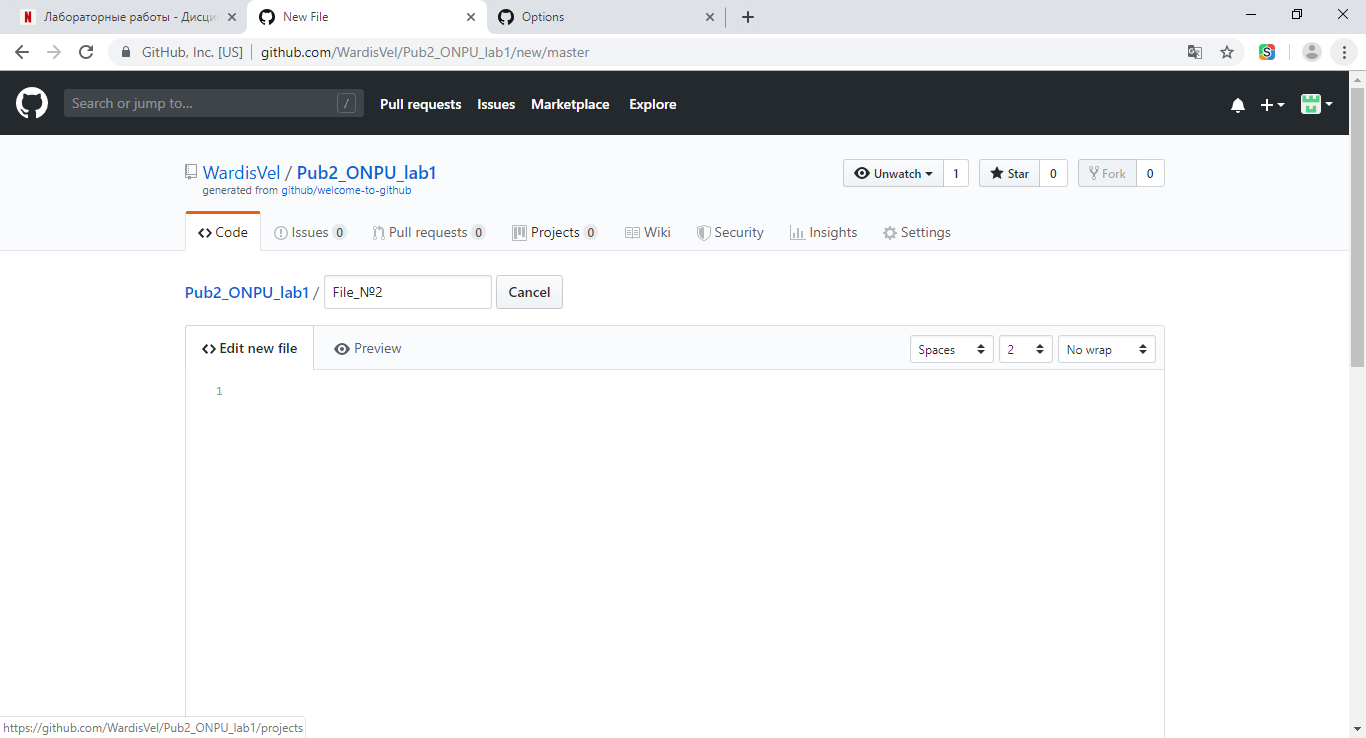 N Лабораторные работы - Дисци
New File
Options
GitHub, Inc. [US] github.com/WardisVel/Pub2_ONPU_lab1/new/master
Search or jump to... /
Pull requests Issues Marketplace Explore
WardisVel / Pub2_ONPU_lab1
Unwatch 1 Star 0 Fork 0
generated from github/welcome-to-github
Code Issues 0 Pull requests 0 Projects 0 Wiki Security Insights Settings
Pub2_ONPU_lab1 / File_№2 Cancel
Edit new file Preview Spaces 2 No wrap
1
https://github.com/WardisVel/Pub2_ONPU_lab1/projects